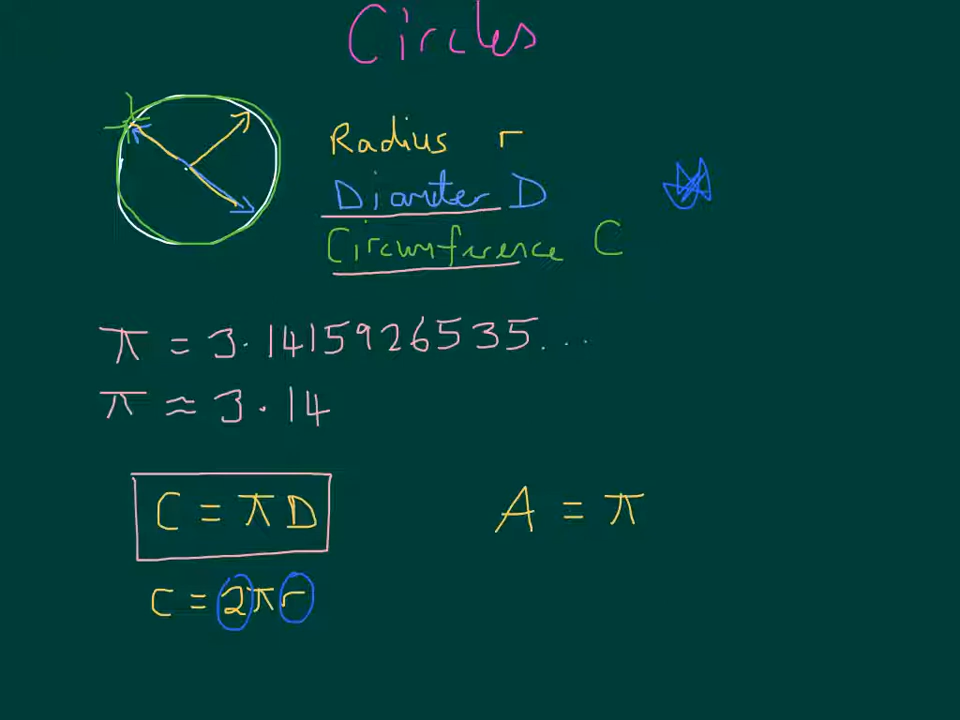 Circles
Radius r
Diameter D
Circumference C
π = 3.1415926535...
π ≈ 3.14
C = πD
A = π
C = 2πr